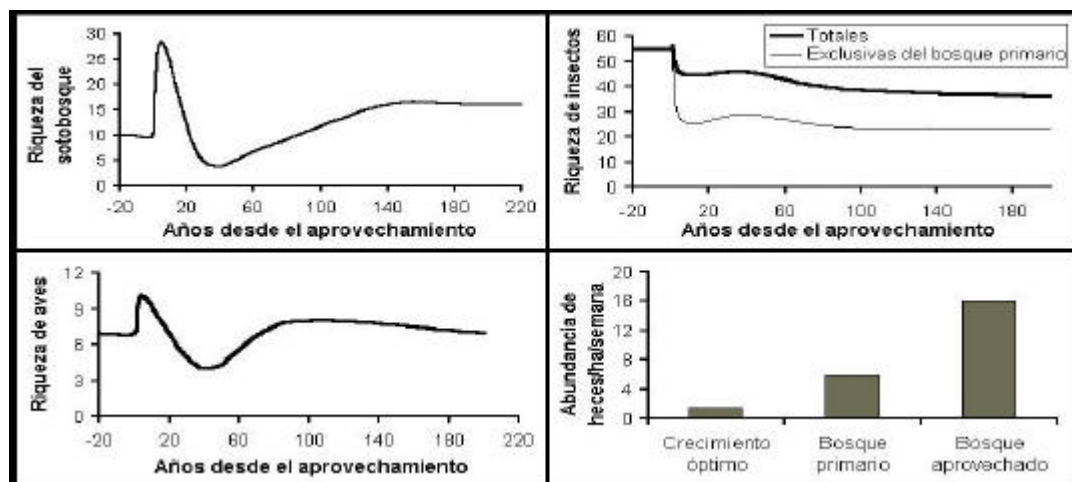 Riqueza del
sotobosque
30
25
20
15
10
5
0
-20 20 60 100 140 180 220
Años desde el aprovechamiento
Riqueza de insectos
60
50
40
30
20
10
0
Totales
Exclusivas del bosque primario
-20 20 60 100 140 180
Años desde el aprovechamiento
Riqueza de aves
12
9
6
3
0
-20 20 60 100 140 180 220
Años desde el aprovechamiento
Abundancia de
heces/ha/semana
20
16
12
8
4
0
Crecimiento
óptimo
Bosque
primario
Bosque
aprovechado